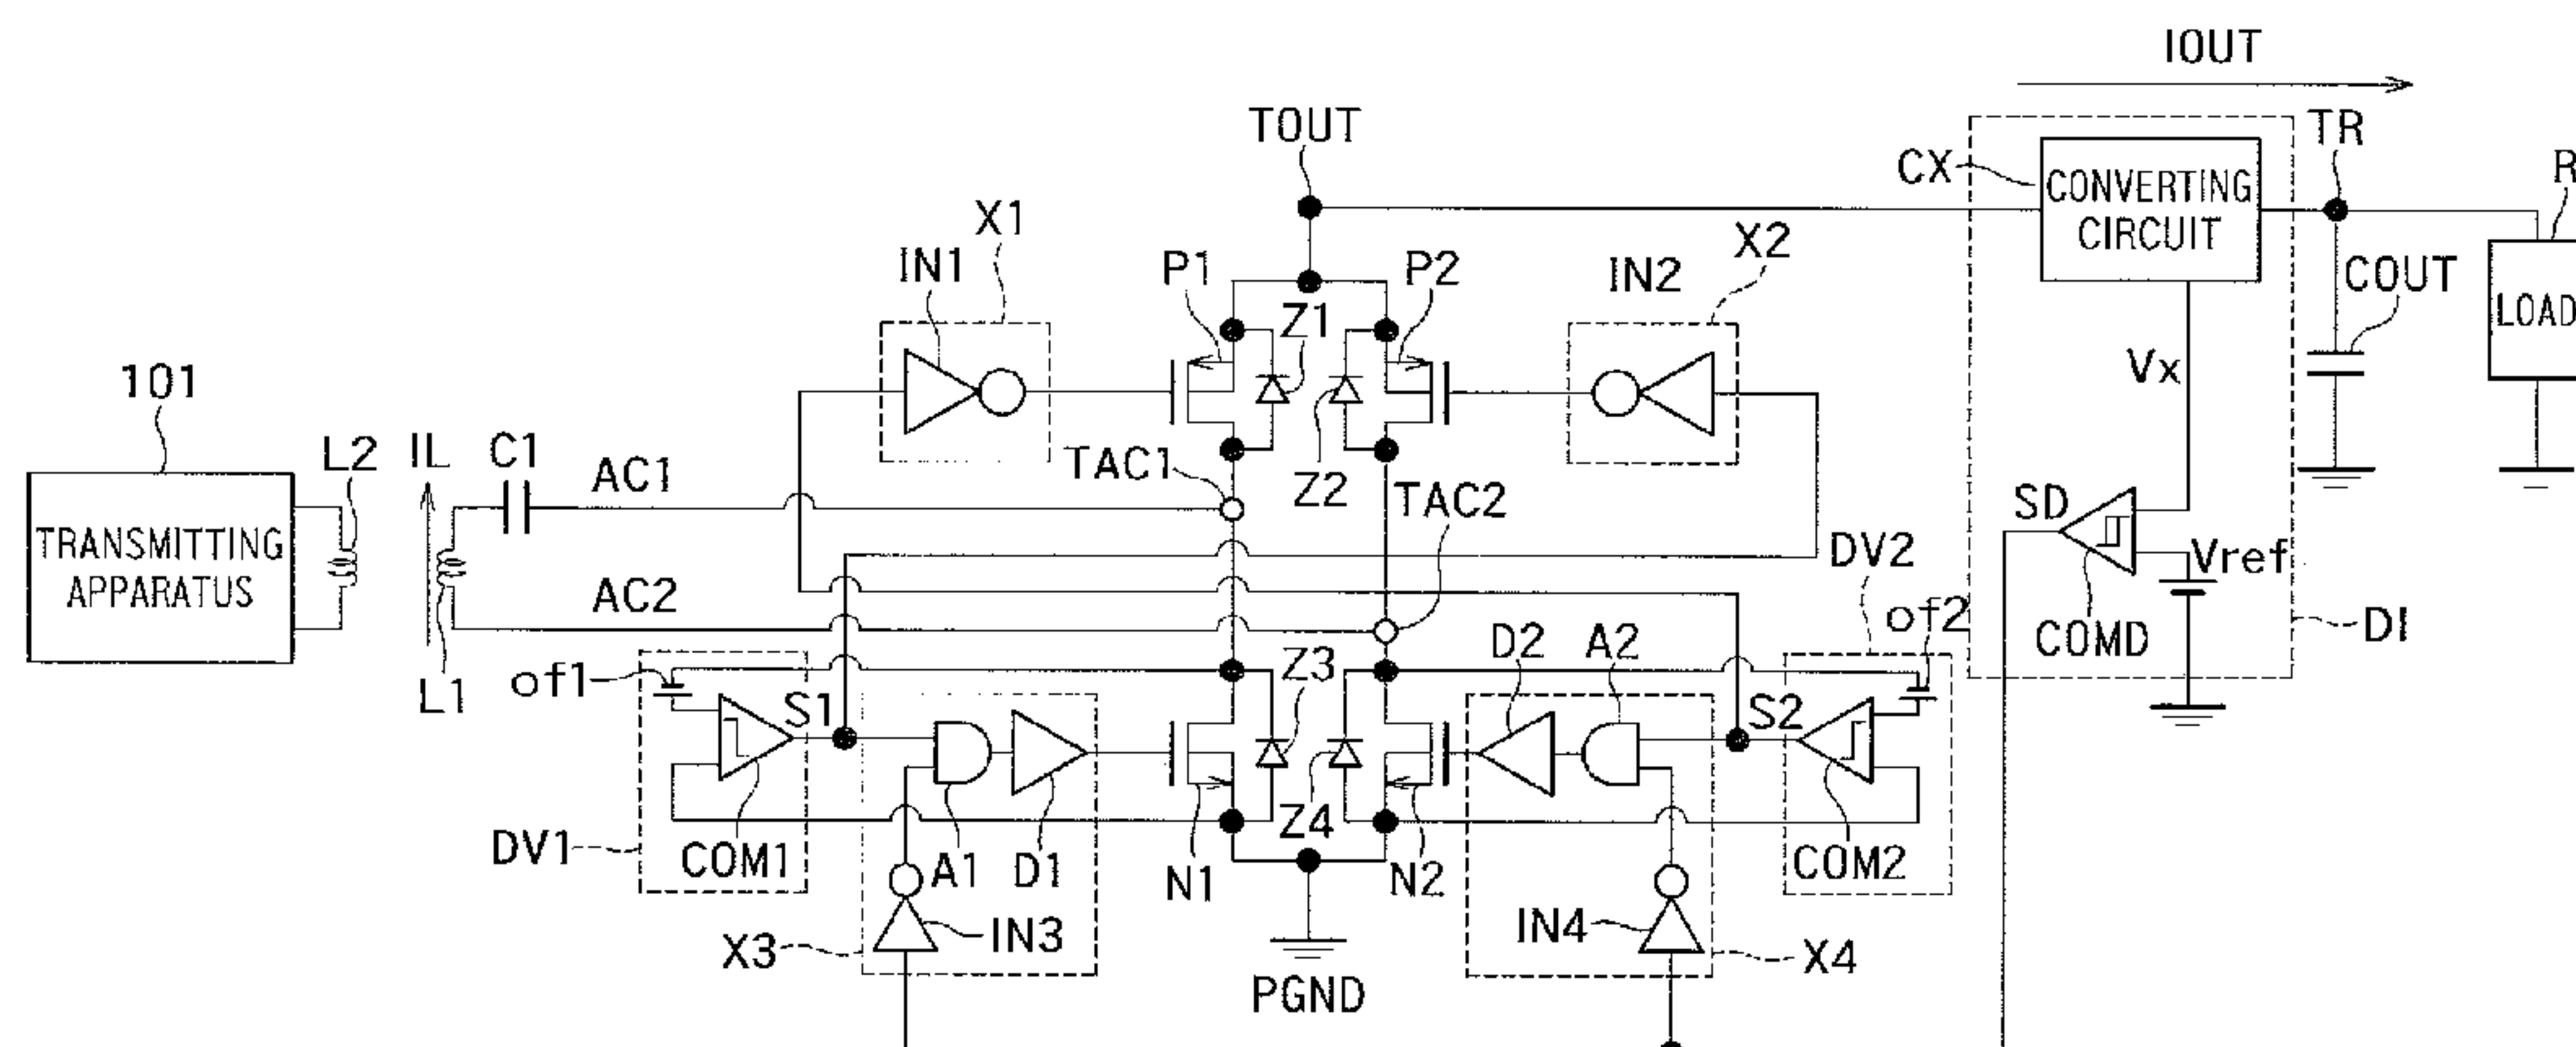 IOUT
TOUT
TR
CX
CONVERTING
CIRCUIT
R
X1
X2
IN1
P1
P2
IN2
Z1
COUT
LOAD
Vx
101
L2
IL
C1
AC1
TAC1
Z2
TAC2
SD
TRANSMITTING
APPARATUS
DV2
Vref
AC2
of2
COMD
DI
L1
of1
S1
Z3
D2
A2
S2
DV1
COM1
A1
D1
N1
Z4
N2
COM2
X3
IN3
IN4
X4
PGND